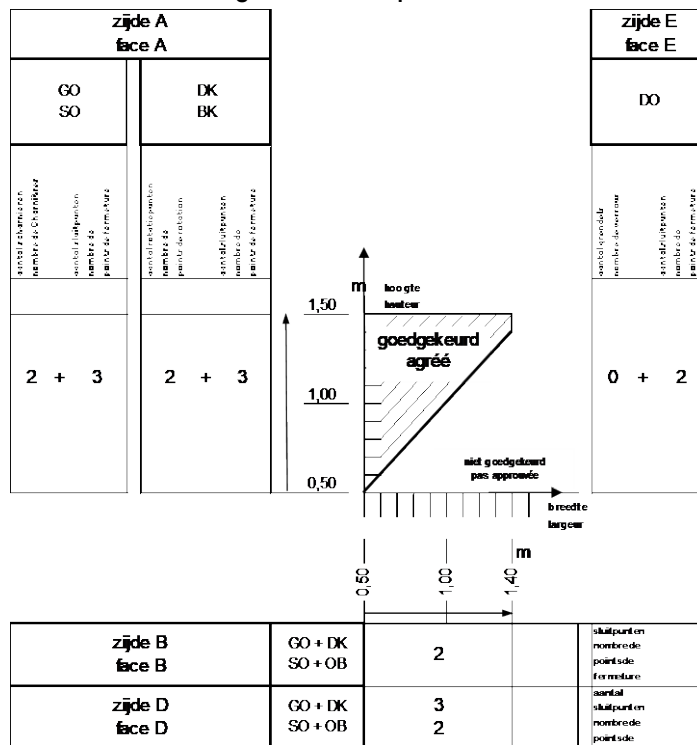 zijde A
face A
zijde E
face E
GO
SO
DK
BK
DO
aantal scharnieren
nombre de Charnières
aantal sluitpunten
nombre de
points de fermeture
aantal rotatiepunten
nombre de
points de rotation
aantal sluitpunten
nombre de
points de fermeture
aantal grendels
nombre de verrour
aantal sluitpunten
nombre de
points de fermeture
m
hoogte
hauteur
1,50
goedgekeurd
agréé
2 + 3
2 + 3
0 + 2
1,00
niet goedgekeurd
pas approuvée
0,50
breedte
largeur
m
0,50
1,00
1,40
zijde B
face B
GO + DK
SO + OB
2
sluitpunten
nombre de
points de
fermeture
zijde D
face D
GO + DK
SO + OB
3
2
aantal
sluitpunten
nombre de
points de